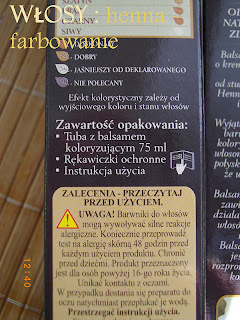 WŁOSY: henna
farbowanie
SZATYN
SIWY
- DOBRY
- JAŚNIEJSZY OD DEKLAROWANEGO
- NIE POLECANY
Efekt kolorystyczny zależy od
wyjściowego koloru i stanu włosów
Zawartość opakowania:
• Tuba z balsamem
koloryzującym 75 ml
• Rękawiczki ochronne
• Instrukcja użycia
ZALECENIA - PRZECZYTAJ
PRZED UŻYCIEM.
UWAGA! Barwniki do włosów
mogą wywoływać silne reakcje
alergiczne. Koniecznie przeprowadź
test na alergię skórną 48 godzin przed
każdym użyciem produktu. Chronić
przed dziećmi. Produkt przeznaczony
jest dla osób powyżej 16-go roku życia.
Unikać kontaktu z oczami.
W przypadku dostania się preparatu do
oczu natychmiast przepłukać je wodą.
Przestrzegać instrukcji użycia.
12:40